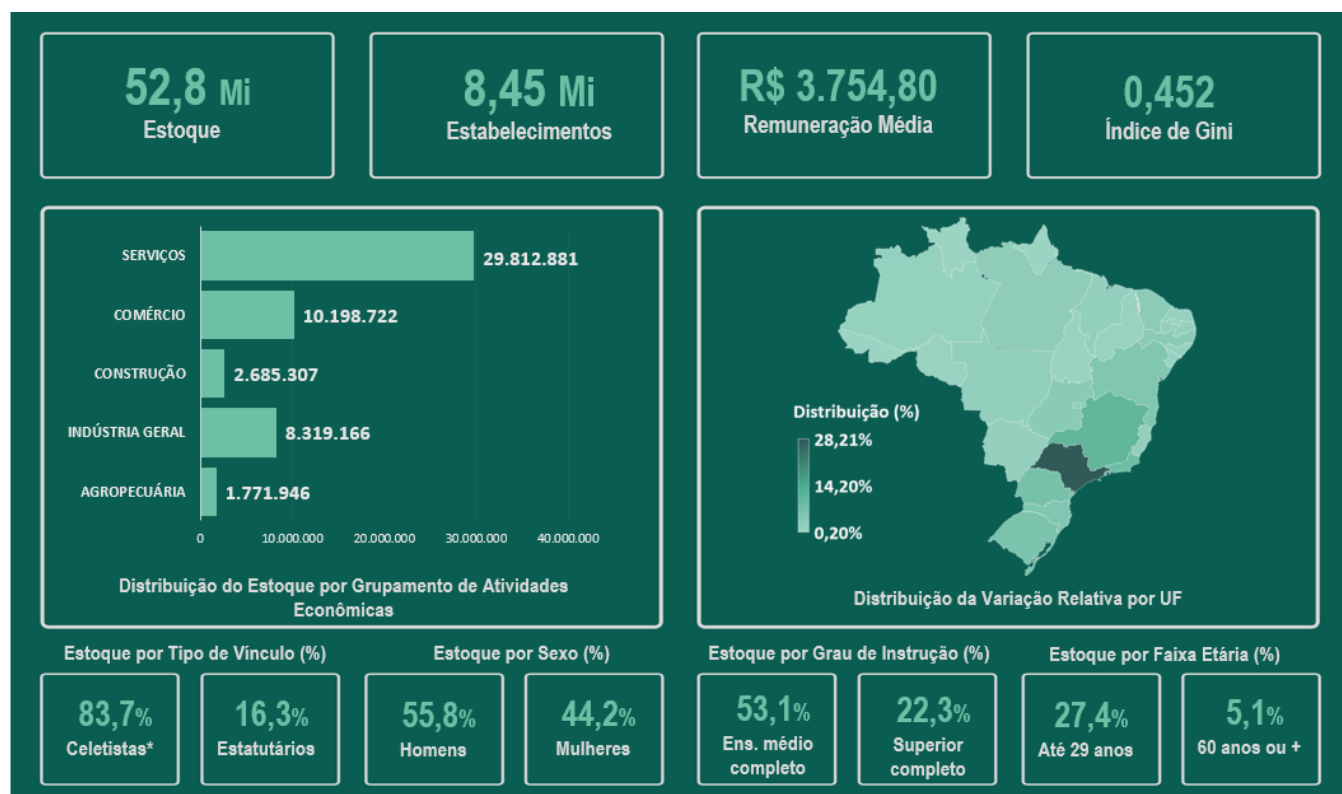 52,8 Mi
Estoque
8,45 Mi
Estabelecimentos
R$ 3.754,80
Remuneração Média
0,452
Índice de Gini
SERVIÇOS
29.812.881
COMÉRCIO
10.198.722
CONSTRUÇÃO
2.685.307
INDÚSTRIA GERAL
8.319.166
AGROPECUÁRIA
1.771.946
0 10.000.000 20.000.000 30.000.000 40.000.000
Distribuição do Estoque por Grupamento de Atividades
Econômicas
Distribuição (%)
28,21%
14,20%
0,20%
Distribuição da Variação Relativa por UF
Estoque por Tipo de Vínculo (%)
83,7%
Celetistas*
16,3%
Estatutários
Estoque por Sexo (%)
55,8%
Homens
44,2%
Mulheres
Estoque por Grau de Instrução (%)
53,1%
Ens. médio
completo
22,3%
Superior
completo
Estoque por Faixa Etária (%)
27,4%
Até 29 anos
5,1%
60 anos ou +